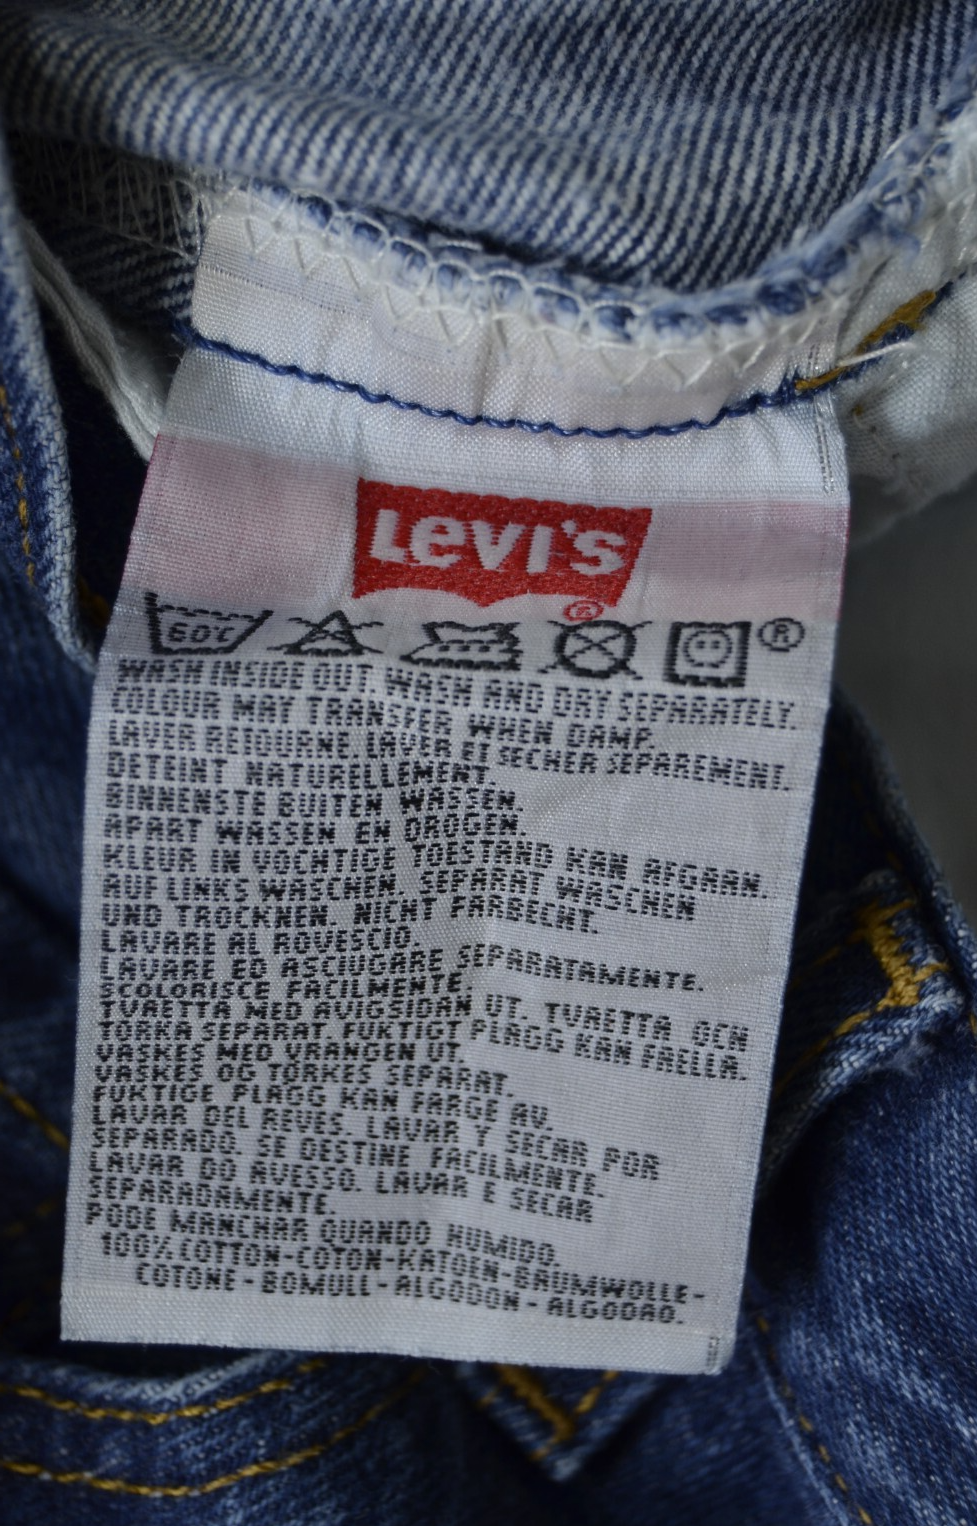 LEVI'S
®
60°C
®
WASH INSIDE OUT. WASH AND DRY SEPARATELY.
COLOUR MAY TRANSFER WHEN DAMP.
LAVER RETOURNE. LAVER ET SECHER SEPAREMENT.
DETEINT NATURELLEMENT.
BINNENSTE BUITEN WASSEN.
APART WASSEN EN DROGEN.
KLEUR IN VOCHTIGE TOESTAND KAN AFGAAN.
AUF LINKS WASCHEN. SEPARAT WASCHEN
UND TROCKNEN. NICHT FARBECHT.
LAVARE AL ROVESCIO.
LAVARE ED ASCIUGARE SEPARATAMENTE.
SCOLORISCE FACILMENTE.
TVAETTA MED AVIGSIDAN UT. TVAETTA OCH
TORKA SEPARAT. FUKTIGT PLAGG KAN FAELLA.
VASKES MED VRANGEN UT.
VASKES OG TORKES SEPARAT.
FUKTIGE PLAGG KAN FARGE AV.
LAVAR DEL REVES. LAVAR Y SECAR POR
SEPARADO. SE DESTINE FACILMENTE.
LAVAR DO AVESSO. LAVAR E SECAR
SEPARADAMENTE.
PODE MANCHAR QUANDO HUMIDO.
100% COTTON-COTON-KATOEN-BAUMWOLLE-
COTONE-BOMULL-ALGODON-ALGODAO.